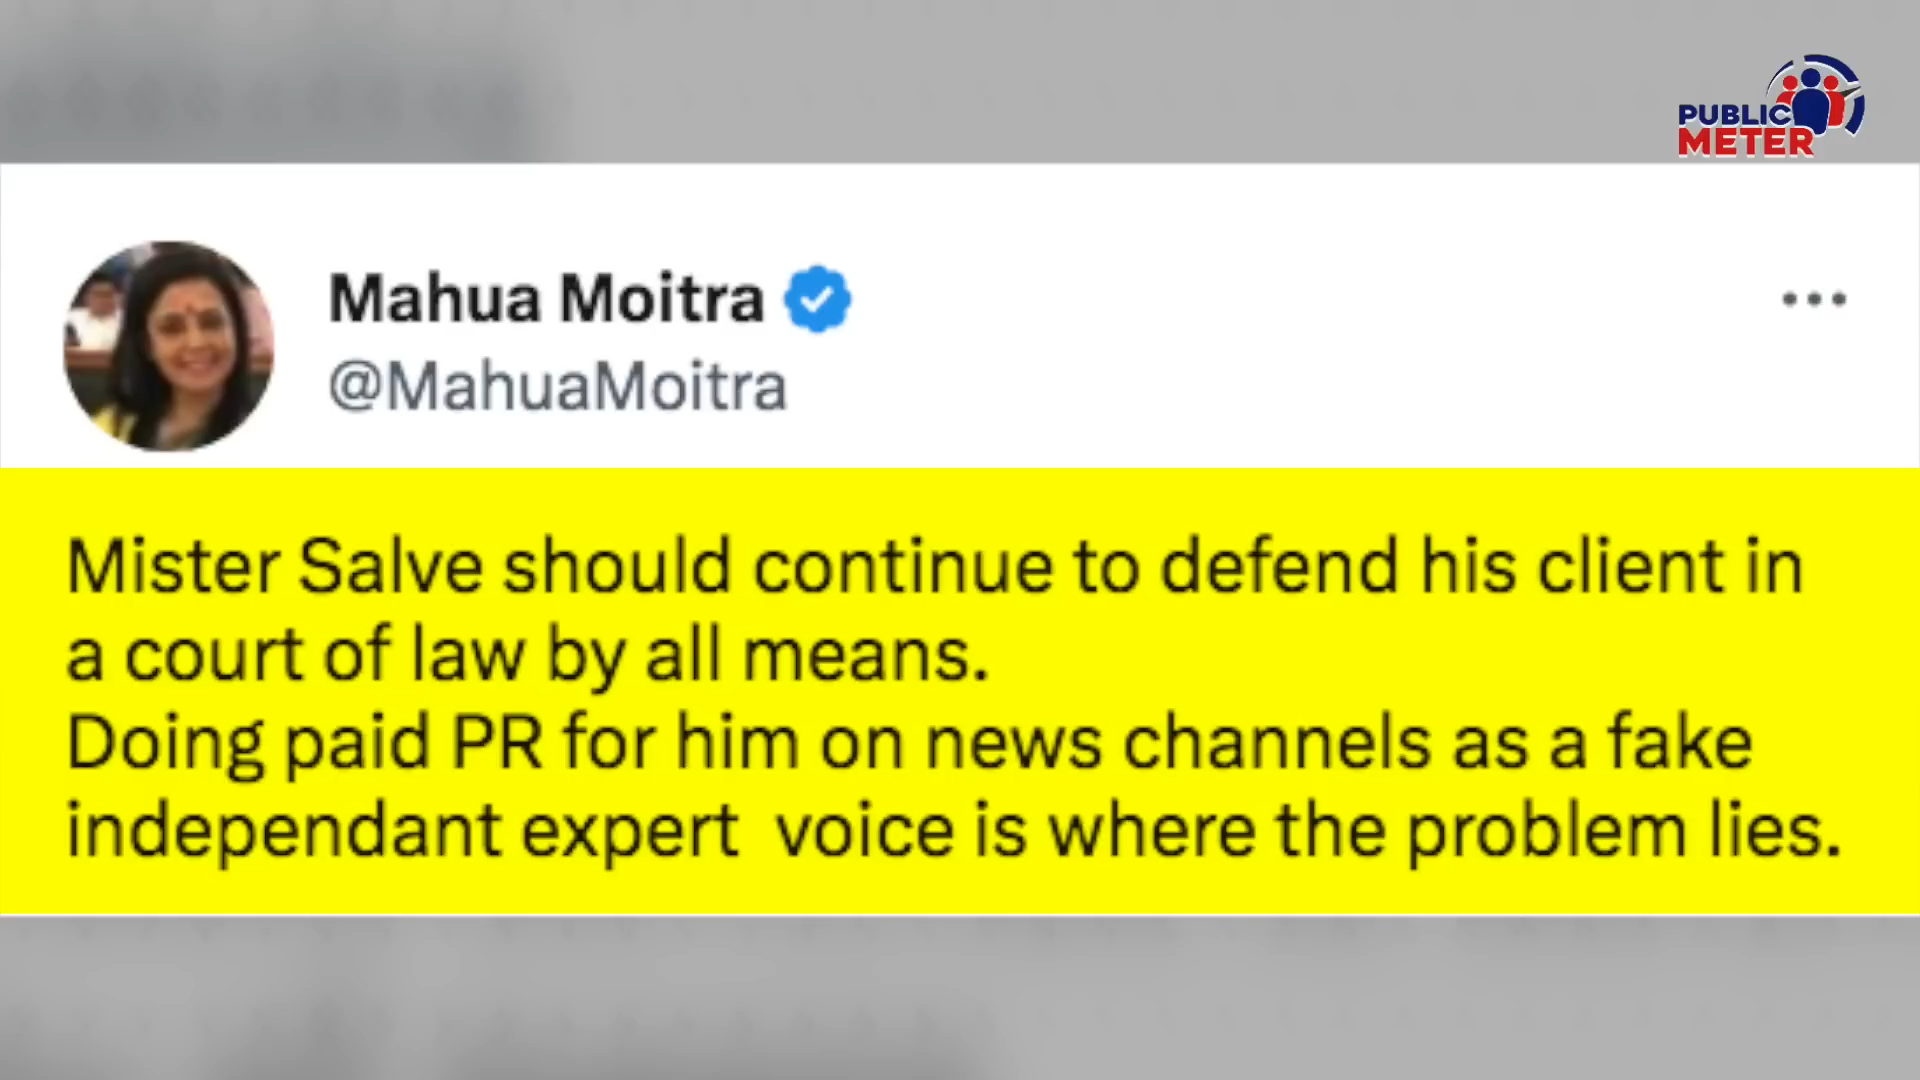 PUBLIC
METER
Mahua Moitra
@MahuaMoitra
Mister Salve should continue to defend his client in
a court of law by all means.
Doing paid PR for him on news channels as a fake
independant expert  voice is where the problem lies.